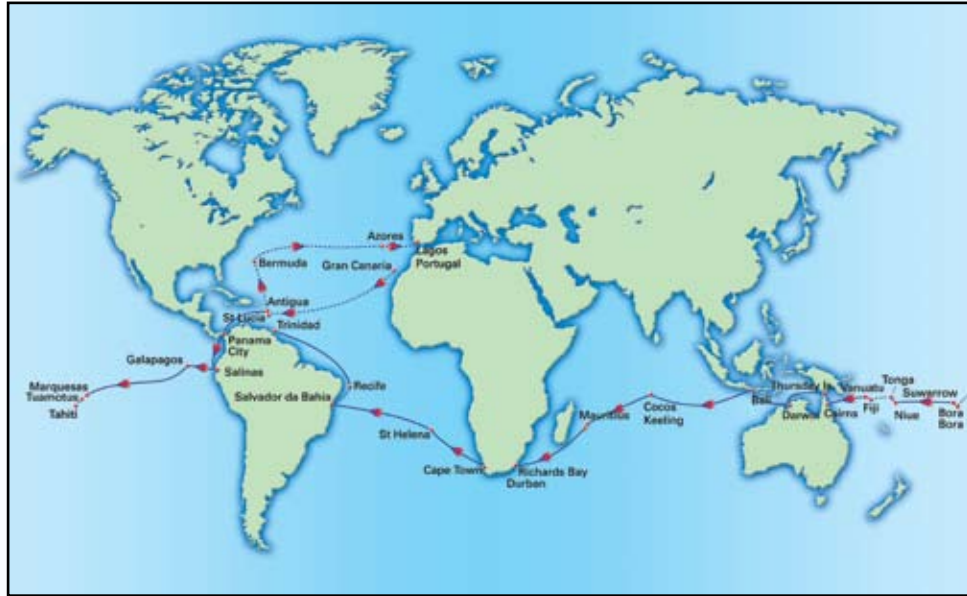 Azores
Lagos
Portugal
Bermuda
Gran Canaria
Antigua
St Lucia
Trinidad
Panama
City
Galapagos
Salinas
Marquesas
Tuamotus
Tahiti
Recife
Salvador da Bahia
St Helena
Cape Town
Richards Bay
Durban
Mauritius
Cocos
Keeling
Bali
Thursday Is
Darwin
Cairns
Vanuatu
Fiji
Tonga
Niue
Suwarrow
Bora
Bora